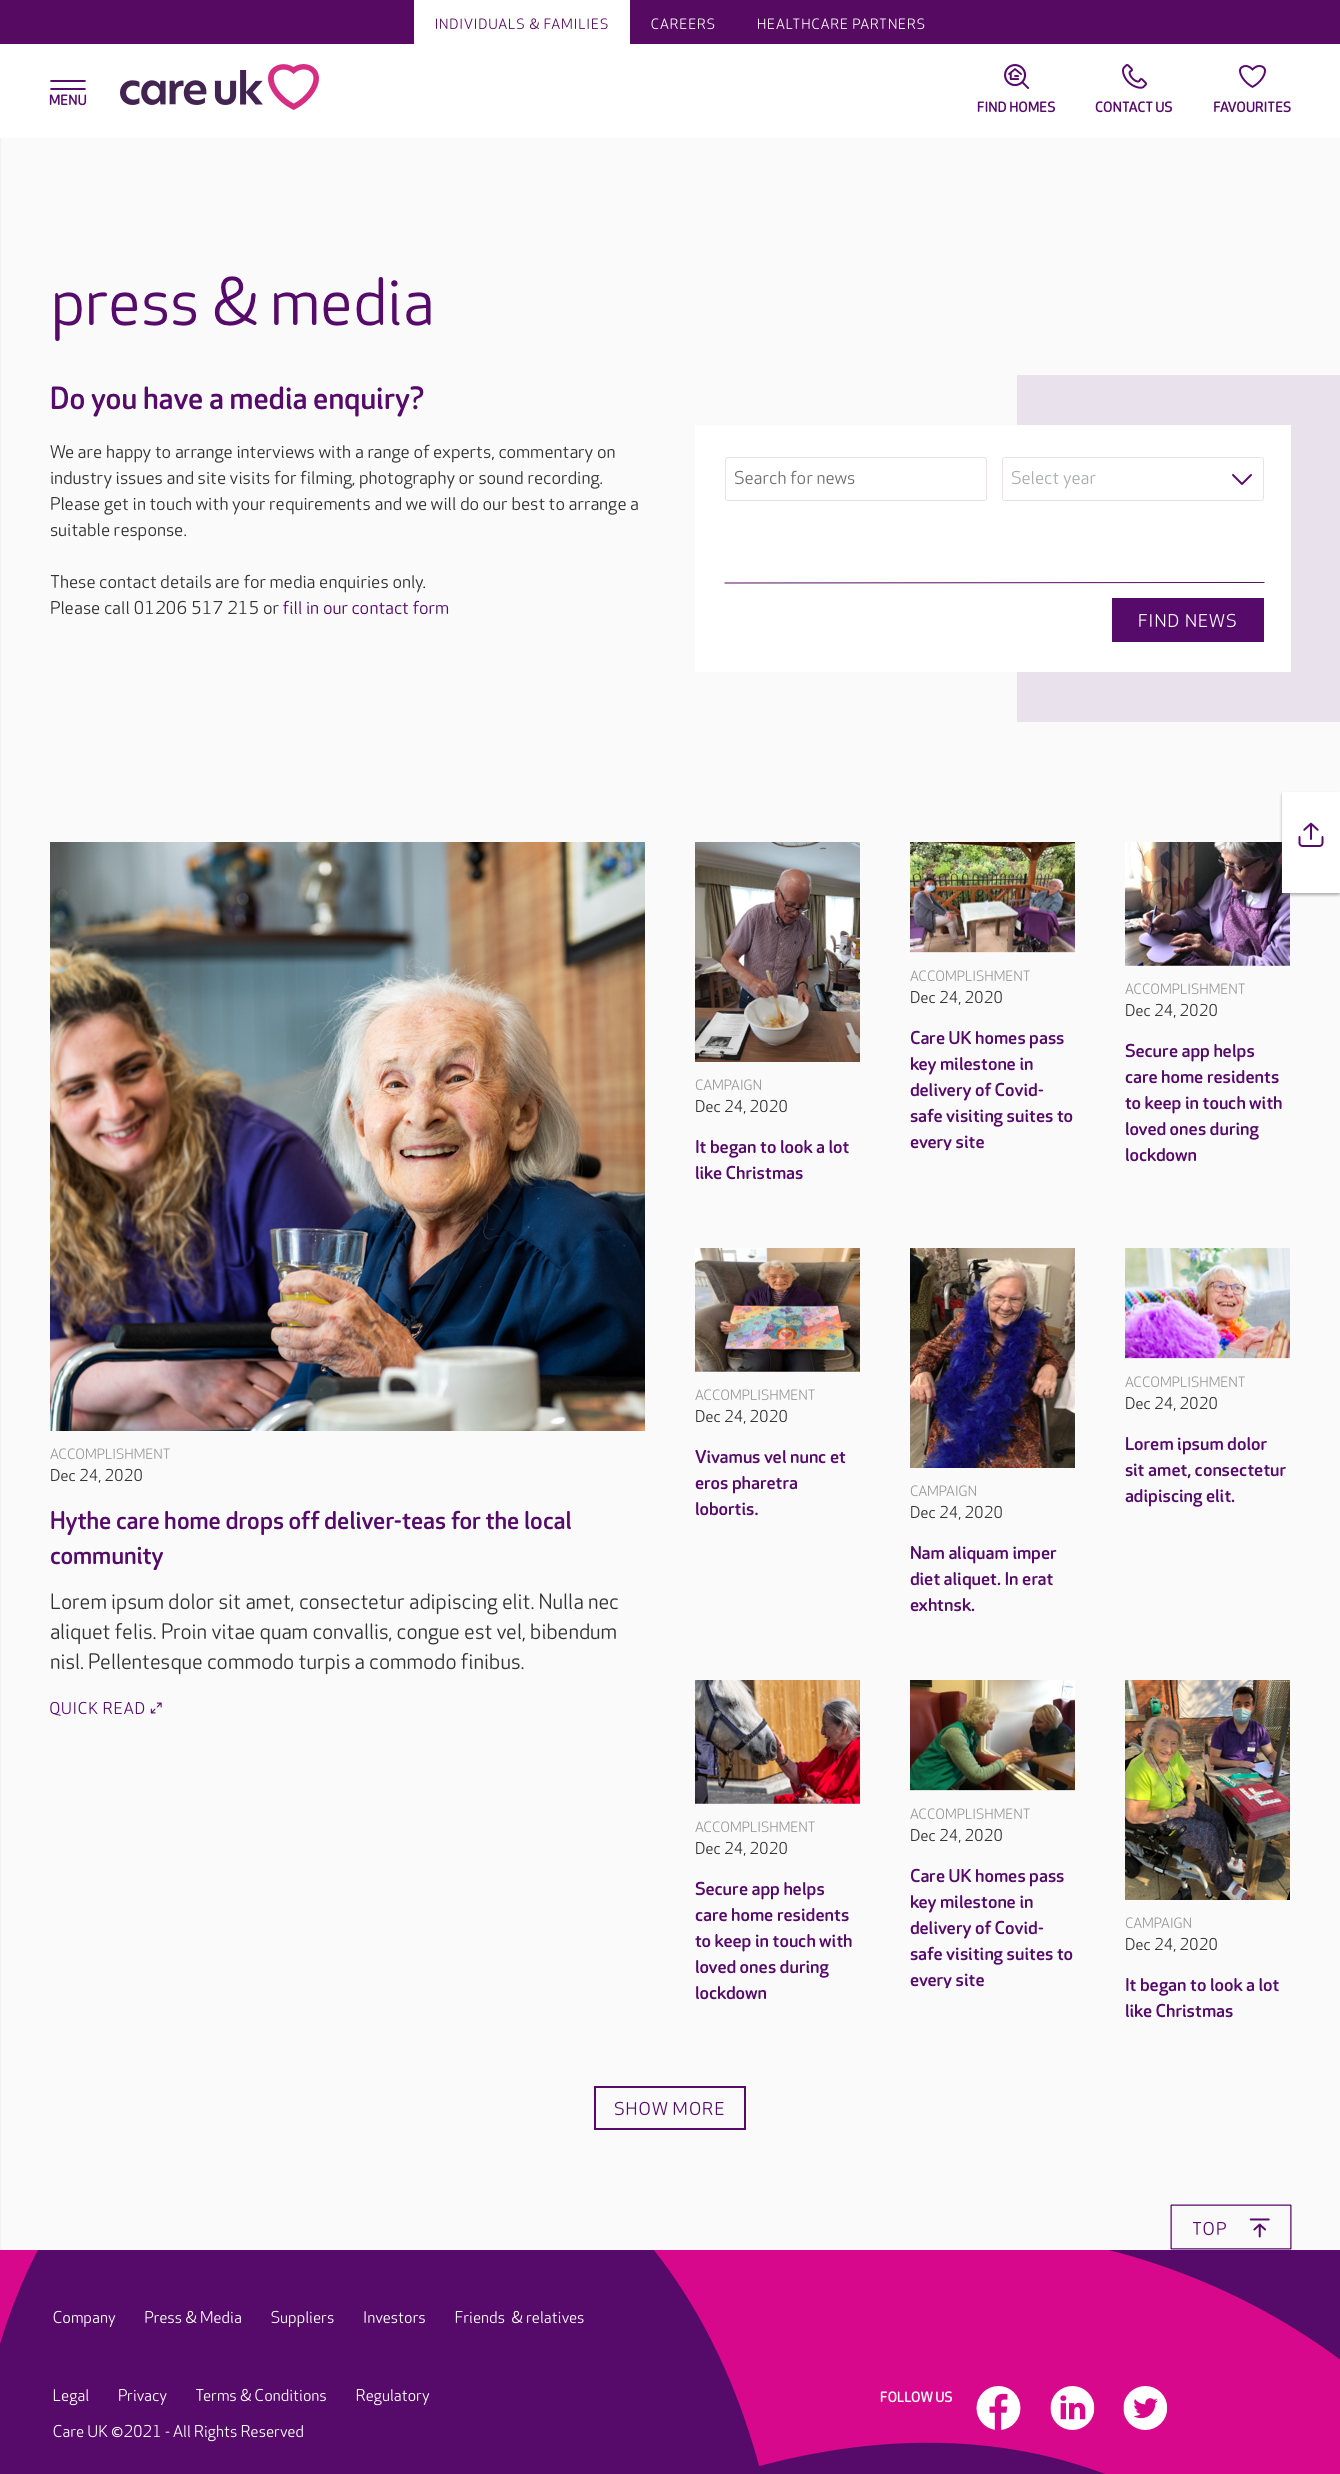 INDIVIDUALS & FAMILIES
CAREERS
HEALTHCARE PARTNERS
MENU
care uk
FIND HOMES
CONTACT US
FAVOURITES
press & media
Do you have a media enquiry?
We are happy to arrange interviews with a range of experts, commentary on
industry issues and site visits for filming, photography or sound recording.
Please get in touch with your requirements and we will do our best to arrange a
suitable response.
These contact details are for media enquiries only.
Please call 01206 517 215 or fill in our contact form
Search for news
Select year
FIND NEWS
ACCOMPLISHMENT
Dec 24, 2020
Hythe care home drops off deliver-teas for the local
community
Lorem ipsum dolor sit amet, consectetur adipiscing elit. Nulla nec
aliquet felis. Proin vitae quam convallis, congue est vel, bibendum
nisl. Pellentesque commodo turpis a commodo finibus.
QUICK READ
CAMPAIGN
Dec 24, 2020
It began to look a lot
like Christmas
ACCOMPLISHMENT
Dec 24, 2020
Care UK homes pass
key milestone in
delivery of Covid-
safe visiting suites to
every site
ACCOMPLISHMENT
Dec 24, 2020
Secure app helps
care home residents
to keep in touch with
loved ones during
lockdown
ACCOMPLISHMENT
Dec 24, 2020
Vivamus vel nunc et
eros pharetra
lobortis.
CAMPAIGN
Dec 24, 2020
Nam aliquam imper
diet aliquet. In erat
exhtnsk.
ACCOMPLISHMENT
Dec 24, 2020
Lorem ipsum dolor
sit amet, consectetur
adipiscing elit.
ACCOMPLISHMENT
Dec 24, 2020
Secure app helps
care home residents
to keep in touch with
loved ones during
lockdown
ACCOMPLISHMENT
Dec 24, 2020
Care UK homes pass
key milestone in
delivery of Covid-
safe visiting suites to
every site
CAMPAIGN
Dec 24, 2020
It began to look a lot
like Christmas
SHOW MORE
TOP
Company
Press & Media
Suppliers
Investors
Friends & relatives
Legal
Privacy
Terms & Conditions
Regulatory
Care UK ©2021 - All Rights Reserved
FOLLOW US